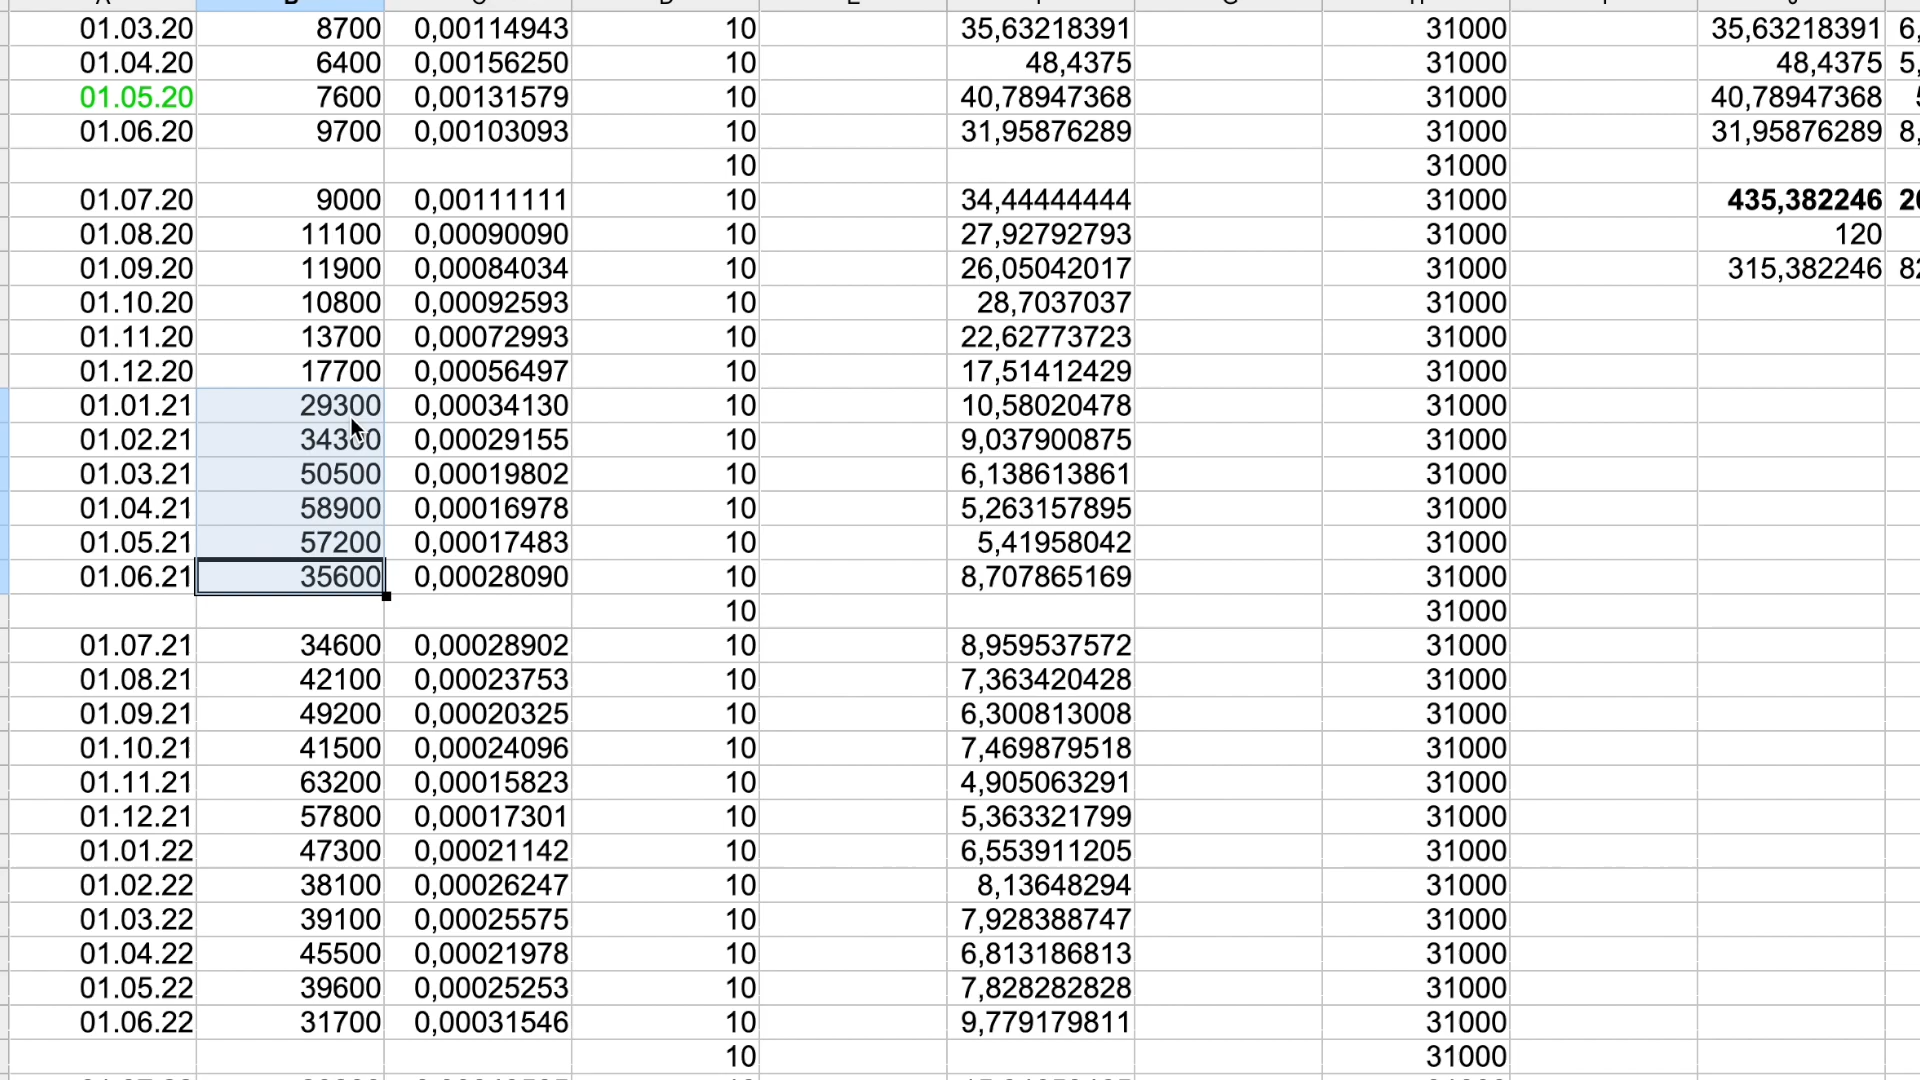 01.03.20 8700 0,00114943 10 35,63218391 31000 35,63218391 6,
01.04.20 6400 0,00156250 10 48,4375 31000 48,4375 5,
01.05.20 7600 0,00131579 10 40,78947368 31000 40,78947368
01.06.20 9700 0,00103093 10 31,95876289 31000 31,95876289 8,
10 31000
01.07.20 9000 0,00111111 10 34,44444444 31000 435,382246 20
01.08.20 11100 0,00090090 10 27,92792793 31000 120
01.09.20 11900 0,00084034 10 26,05042017 31000 315,382246 82
01.10.20 10800 0,00092593 10 28,7037037 31000
01.11.20 13700 0,00072993 10 22,62773723 31000
01.12.20 17700 0,00056497 10 17,51412429 31000
01.01.21 29300 0,00034130 10 10,58020478 31000
01.02.21 34300 0,00029155 10 9,037900875 31000
01.03.21 50500 0,00019802 10 6,138613861 31000
01.04.21 58900 0,00016978 10 5,263157895 31000
01.05.21 57200 0,00017483 10 5,41958042 31000
01.06.21 35600 0,00028090 10 8,707865169 31000
10 31000
01.07.21 34600 0,00028902 10 8,959537572 31000
01.08.21 42100 0,00023753 10 7,363420428 31000
01.09.21 49200 0,00020325 10 6,300813008 31000
01.10.21 41500 0,00024096 10 7,469879518 31000
01.11.21 63200 0,00015823 10 4,905063291 31000
01.12.21 57800 0,00017301 10 5,363321799 31000
01.01.22 47300 0,00021142 10 6,553911205 31000
01.02.22 38100 0,00026247 10 8,13648294 31000
01.03.22 39100 0,00025575 10 7,928388747 31000
01.04.22 45500 0,00021978 10 6,813186813 31000
01.05.22 39600 0,00025253 10 7,828282828 31000
01.06.22 31700 0,00031546 10 9,779179811 31000
10 31000